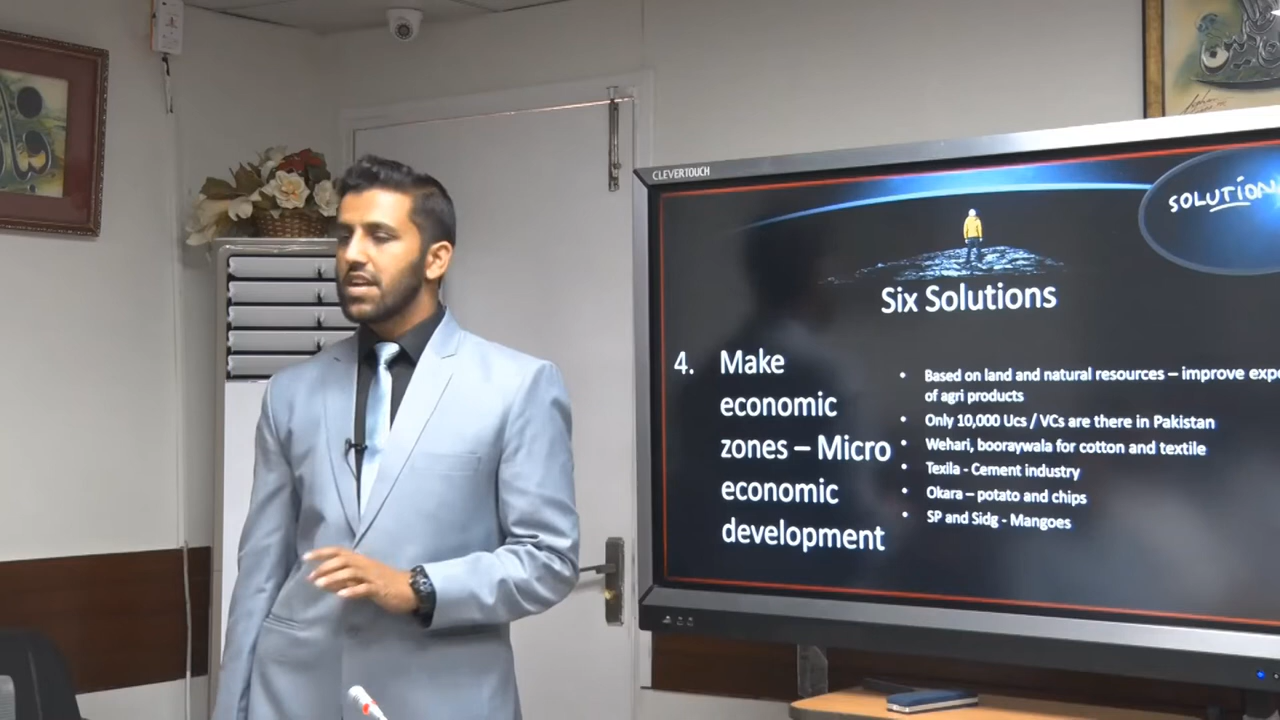 CLEVERTOUCH
SOLUTION
Six Solutions
4. Make
economic
zones – Micro
economic
development
• Based on land and natural resources – improve expo
of agri products
• Only 10,000 Ucs / VCs are there in Pakistan
• Wehari, booraywala for cotton and textile
• Texila - Cement industry
• Okara – potato and chips
• SP and Sidg - Mangoes